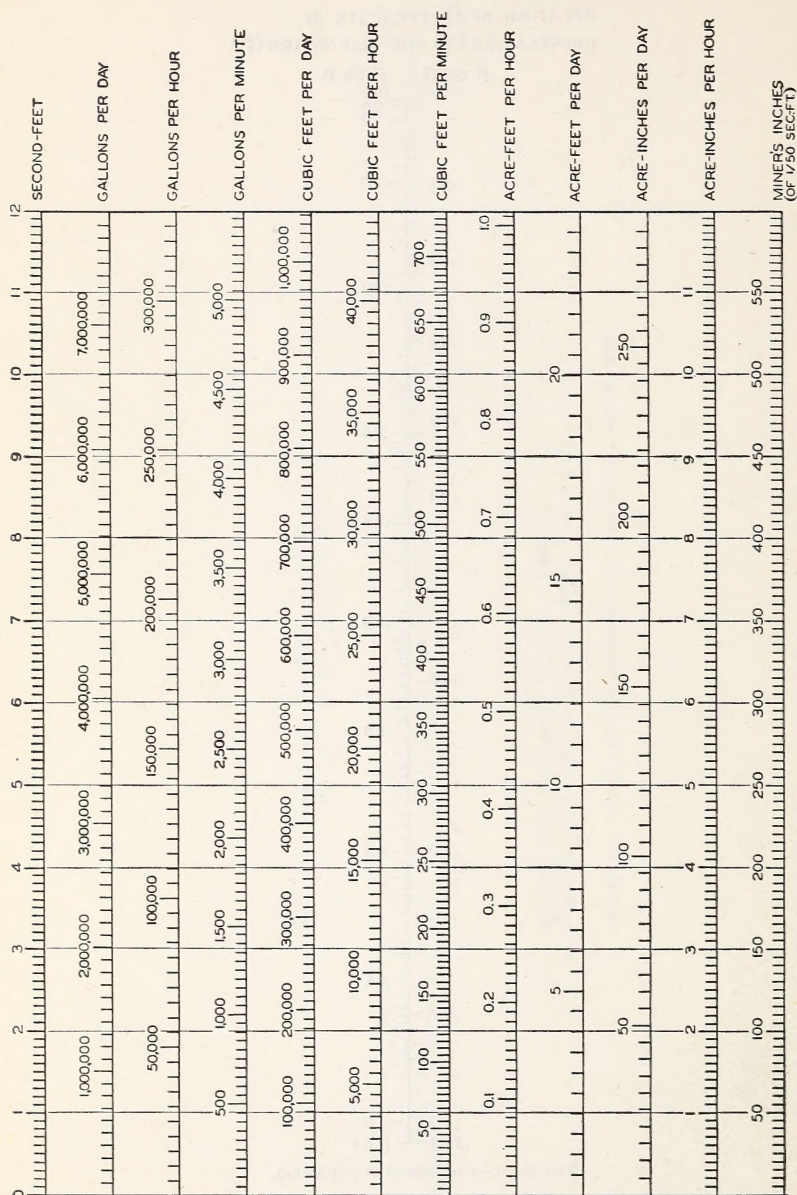 0 1 2 3 4 5 6 7 8 9 10 11 12 SECOND-FEET
1,000,000 2,000,000 3,000,000 4,000,000 5,000,000 6,000,000 7,000,000 GALLONS PER DAY
50,000 100,000 150,000 200,000 250,000 300,000 GALLONS PER HOUR
500 1,000 1,500 2,000 2,500 3,000 3,500 4,000 4,500 5,000 GALLONS PER MINUTE
100,000 200,000 300,000 400,000 500,000 600,000 700,000 800,000 900,000 1,000,000 CUBIC FEET PER DAY
5,000 10,000 15,000 20,000 25,000 30,000 35,000 40,000 CUBIC FEET PER HOUR
50 100 150 200 250 300 350 400 450 500 550 600 650 700 CUBIC FEET PER MINUTE
0.1 0.2 0.3 0.4 0.5 0.6 0.7 0.8 0.9 1.0 ACRE-FEET PER HOUR
5 10 15 20 ACRE-FEET PER DAY
50 100 150 200 250 ACRE-INCHES PER DAY
1 2 3 4 5 6 7 8 9 10 11 ACRE-INCHES PER HOUR
50 100 150 200 250 300 350 400 450 500 550 MINER'S INCHES
(OF 1/50 SEC.-FT.)